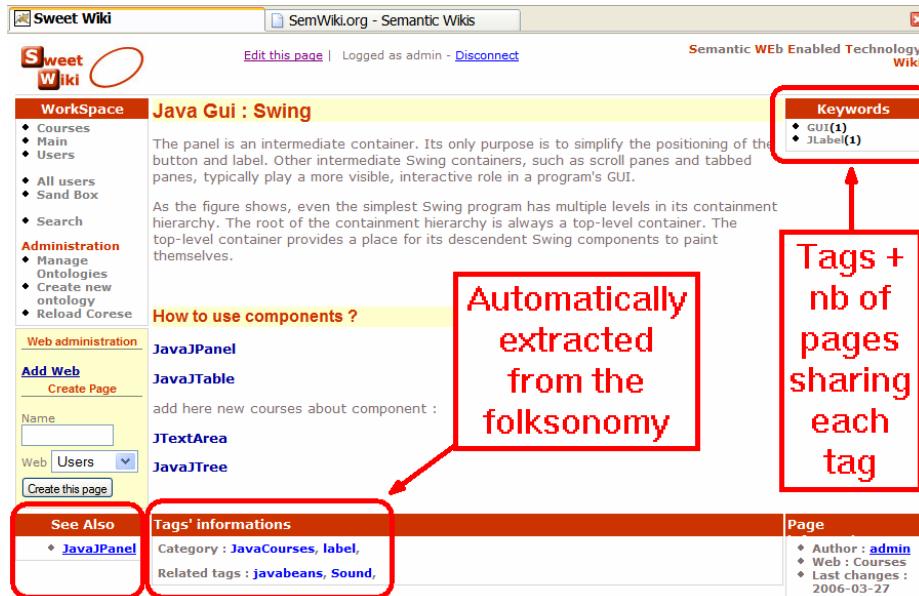 Sweet Wiki
SemWiki.org - Semantic Wikis
Sweet
Wiki
Edit this page | Logged as admin - Disconnect
Semantic WEb Enabled Technology
Wiki
WorkSpace
Courses
Main
Users
All users
Sand Box
Search
Administration
Manage
Ontologies
Create new
ontology
Reload Corese
Web administration
Add Web
Create Page
Name
Web Users
Create this page
See Also
JavaJPanel
Java Gui : Swing
The panel is an intermediate container. Its only purpose is to simplify the positioning of the
button and label. Other intermediate Swing containers, such as scroll panes and tabbed
panes, typically play a more visible, interactive role in a program's GUI.
As the figure shows, even the simplest Swing program has multiple levels in its containment
hierarchy. The root of the containment hierarchy is always a top-level container. The
top-level container provides a place for its descendent Swing components to paint
themselves.
How to use components ?
JavaJPanel
JavaJTable
add here new courses about component :
JTextArea
JavaJTree
Automatically
extracted
from the
folksonomy
Tags' informations
Category : JavaCourses, label,
Related tags : javabeans, Sound,
Keywords
GUI(1)
JLabel(1)
Tags +
nb of
pages
sharing
each
tag
Page
Author : admin
Web : Courses
Last changes :
2006-03-27